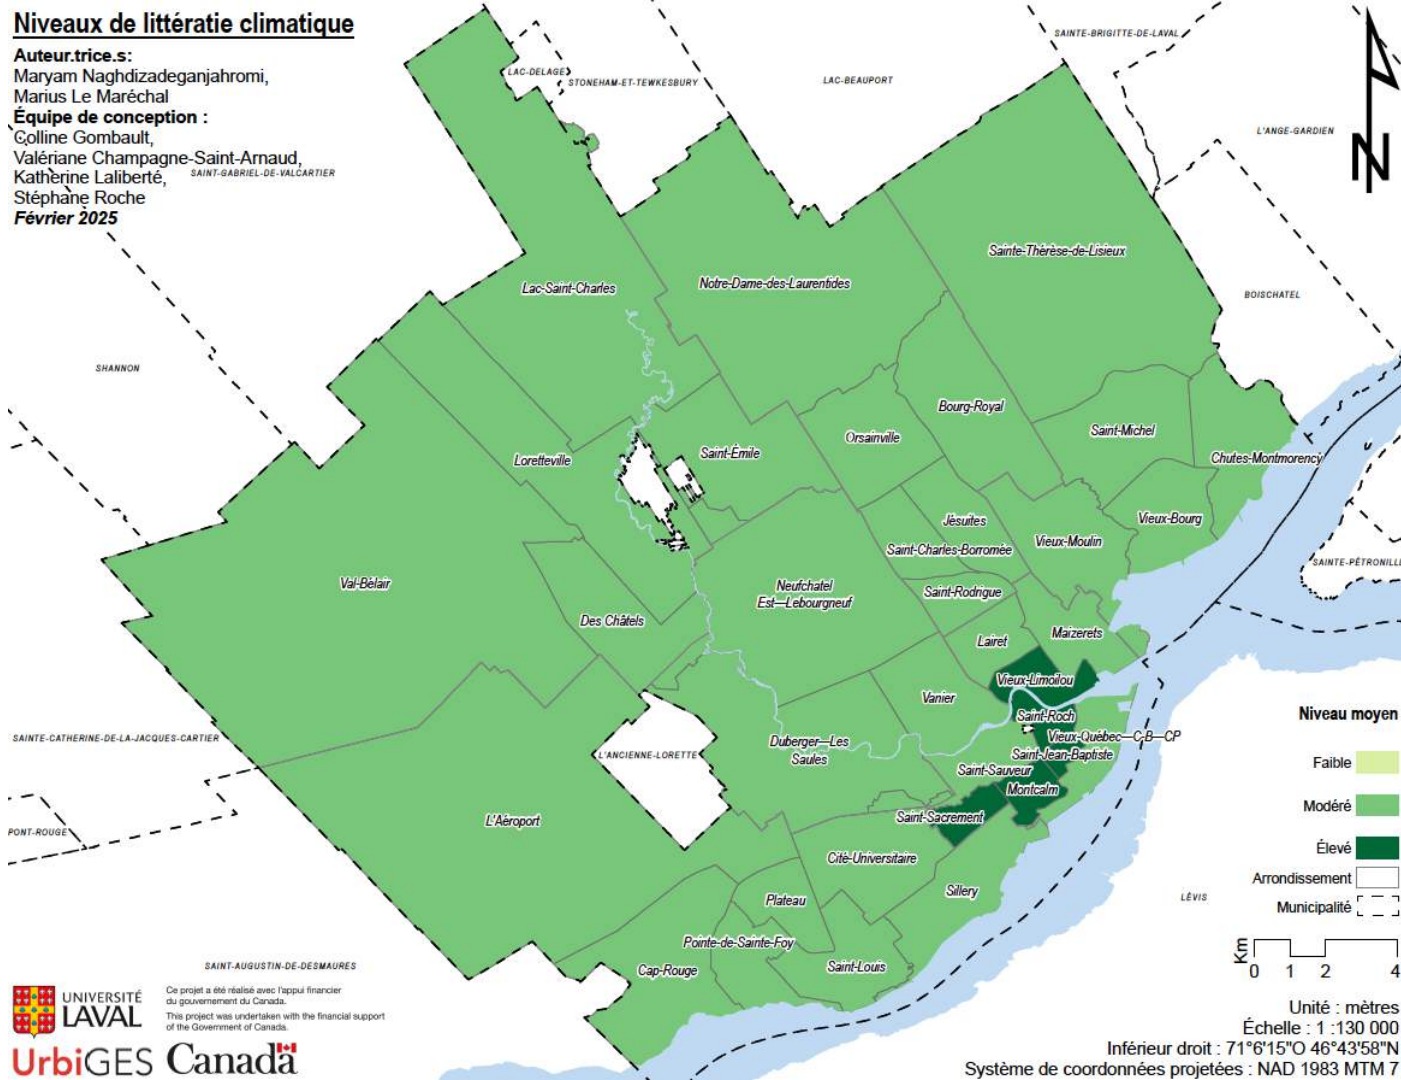 Niveaux de littératie climatique
Auteur.trice.s:
Maryam Naghdizadeganjahromi,
Marius Le Maréchal
Équipe de conception :
Colline Gombault,
Valériane Champagne-Saint-Arnaud,
Katherine Laliberté,
Stéphane Roche
Février 2025
SAINTE-BRIGITTE-DE-LAVAL
LAC-DELAGE
STONEHAM-ET-TEWKESBURY
LAC-BEAUPORT
L'ANGE-GARDIEN
N
SAINT-GABRIEL-DE-VALCARTIER
Sainte-Thérèse-de-Lisieux
Lac-Saint-Charles
Notre-Dame-des-Laurentides
BOISCHATEL
SHANNON
Bourg-Royal
Saint-Michel
Orsainville
Saint-Émile
Loretteville
Chutes-Montmorency
Vieux-Bourg
Jésuites
Vieux-Moulin
Saint-Charles-Borromée
SAINTE-PÉTRONILLE
Val-Bélair
Neufchatel
Est—Lebourgneuf
Saint-Rodrigue
Des Châtels
Maizerets
Lairet
Vieux-Limoilou
Vanier
Saint-Roch
Vieux-Québec—C-B—CP
SAINTE-CATHERINE-DE-LA-JACQUES-CARTIER
Duberger—Les
Saules
L'ANCIENNE-LORETTE
Saint-Jean-Baptiste
Saint-Sauveur
Montcalm
Saint-Sacrement
L'Aéroport
PONT-ROUGE
Cité-Universitaire
Sillery
Plateau
LÉVIS
Pointe-de-Sainte-Foy
Saint-Louis
Cap-Rouge
SAINT-AUGUSTIN-DE-DESMAURES
Niveau moyen
Faible
Modéré
Élevé
Arrondissement
Municipalité
Km
0 1 2 4
Unité : mètres
Échelle : 1 :130 000
Inférieur droit : 71°6'15"O 46°43'58"N
Système de coordonnées projetées : NAD 1983 MTM 7
UNIVERSITÉ
LAVAL
Ce projet a été réalisé avec l'appui financier
du gouvernement du Canada.
This project was undertaken with the financial support
of the Government of Canada.
UrbiGES
Canada